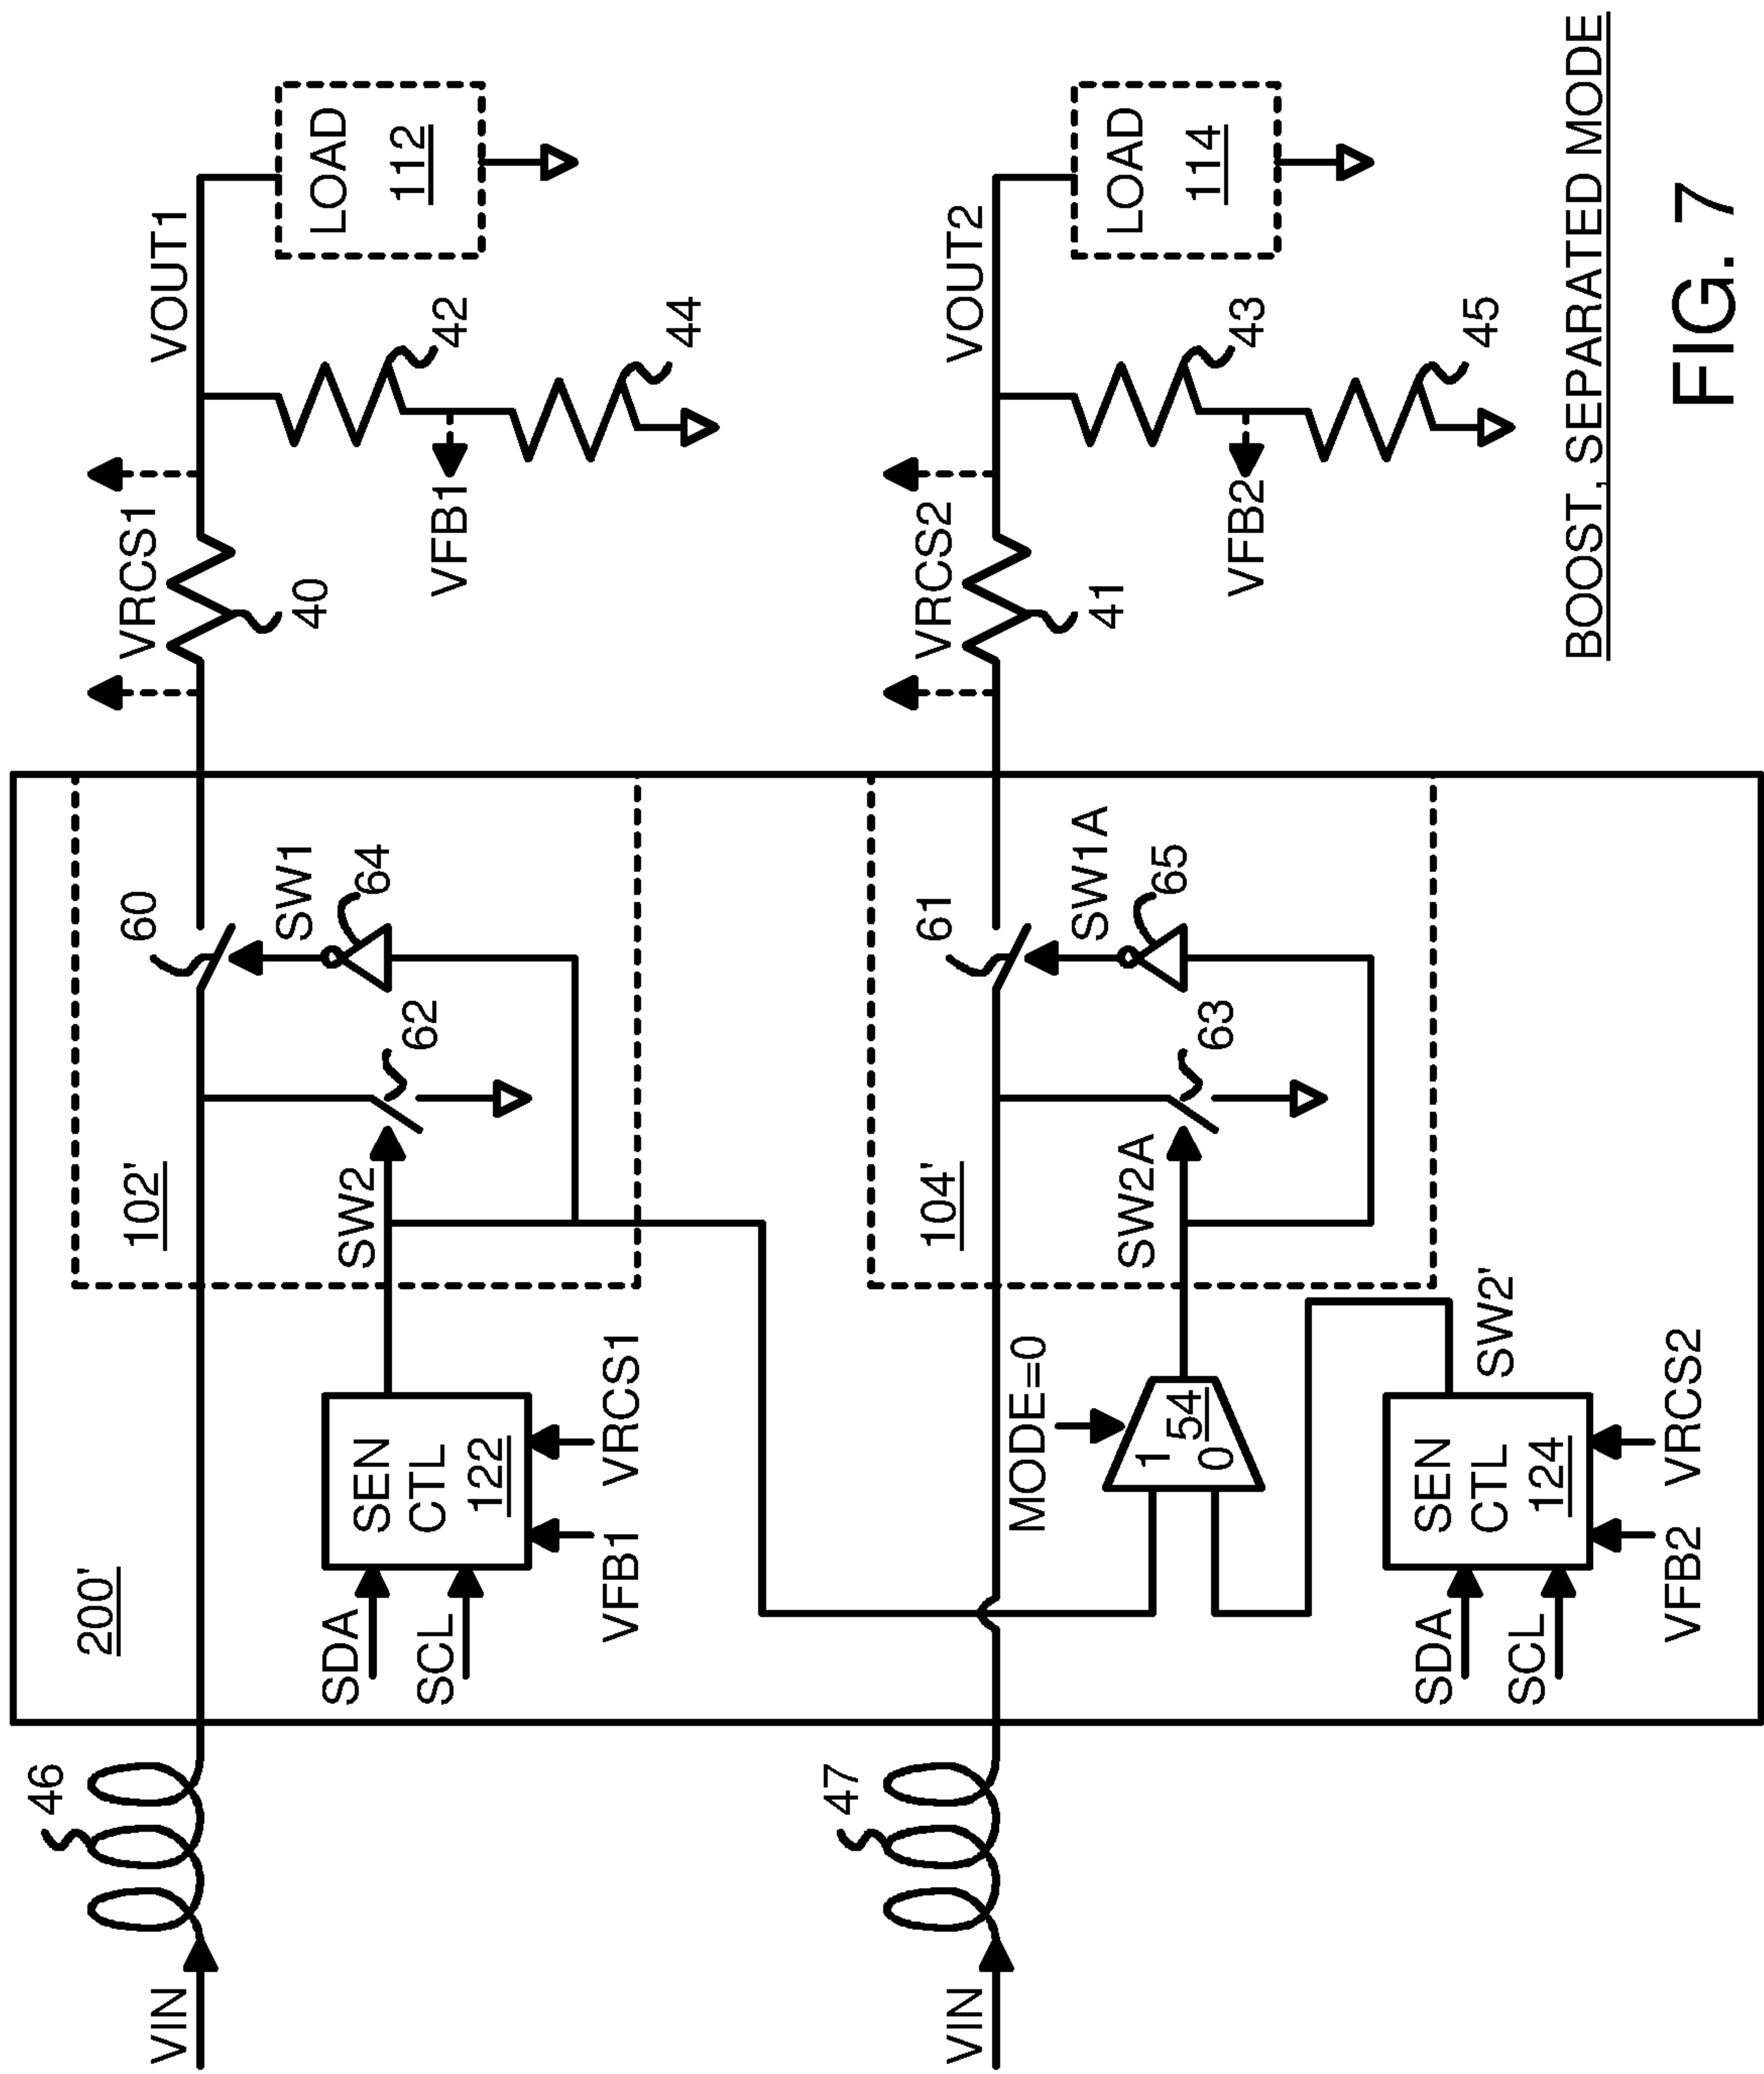 200'
46
VIN
102'
60
SW1
64
62
SW2
SEN
CTL
122
SDA
SCL
VFB1
VRCS1
VRCS1
40
VOUT1
42
VFB1
44
LOAD
112
47
VIN
104'
61
SW1A
65
63
SW2A
MODE=0
1
54
0
SW2'
SEN
CTL
124
SDA
SCL
VFB2
VRCS2
VRCS2
41
VOUT2
43
VFB2
45
LOAD
114
BOOST, SEPARATED MODE
FIG. 7